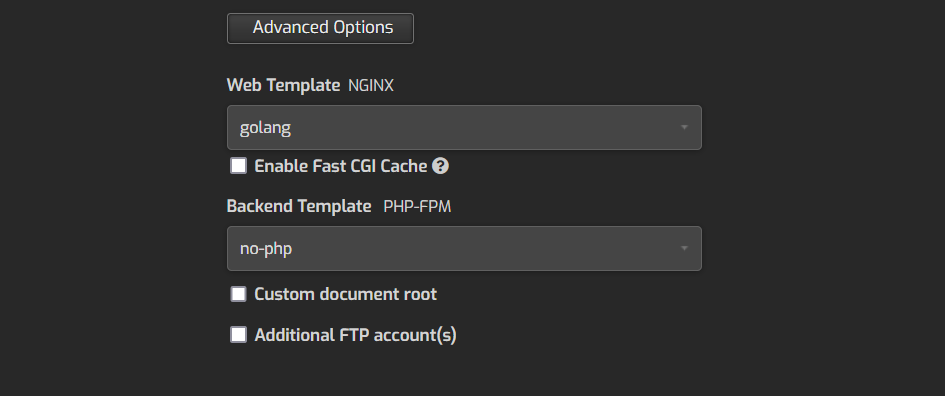 Advanced Options
Web Template NGINX
golang
Enable Fast CGI Cache ?
Backend Template PHP-FPM
no-php
Custom document root
Additional FTP account(s)